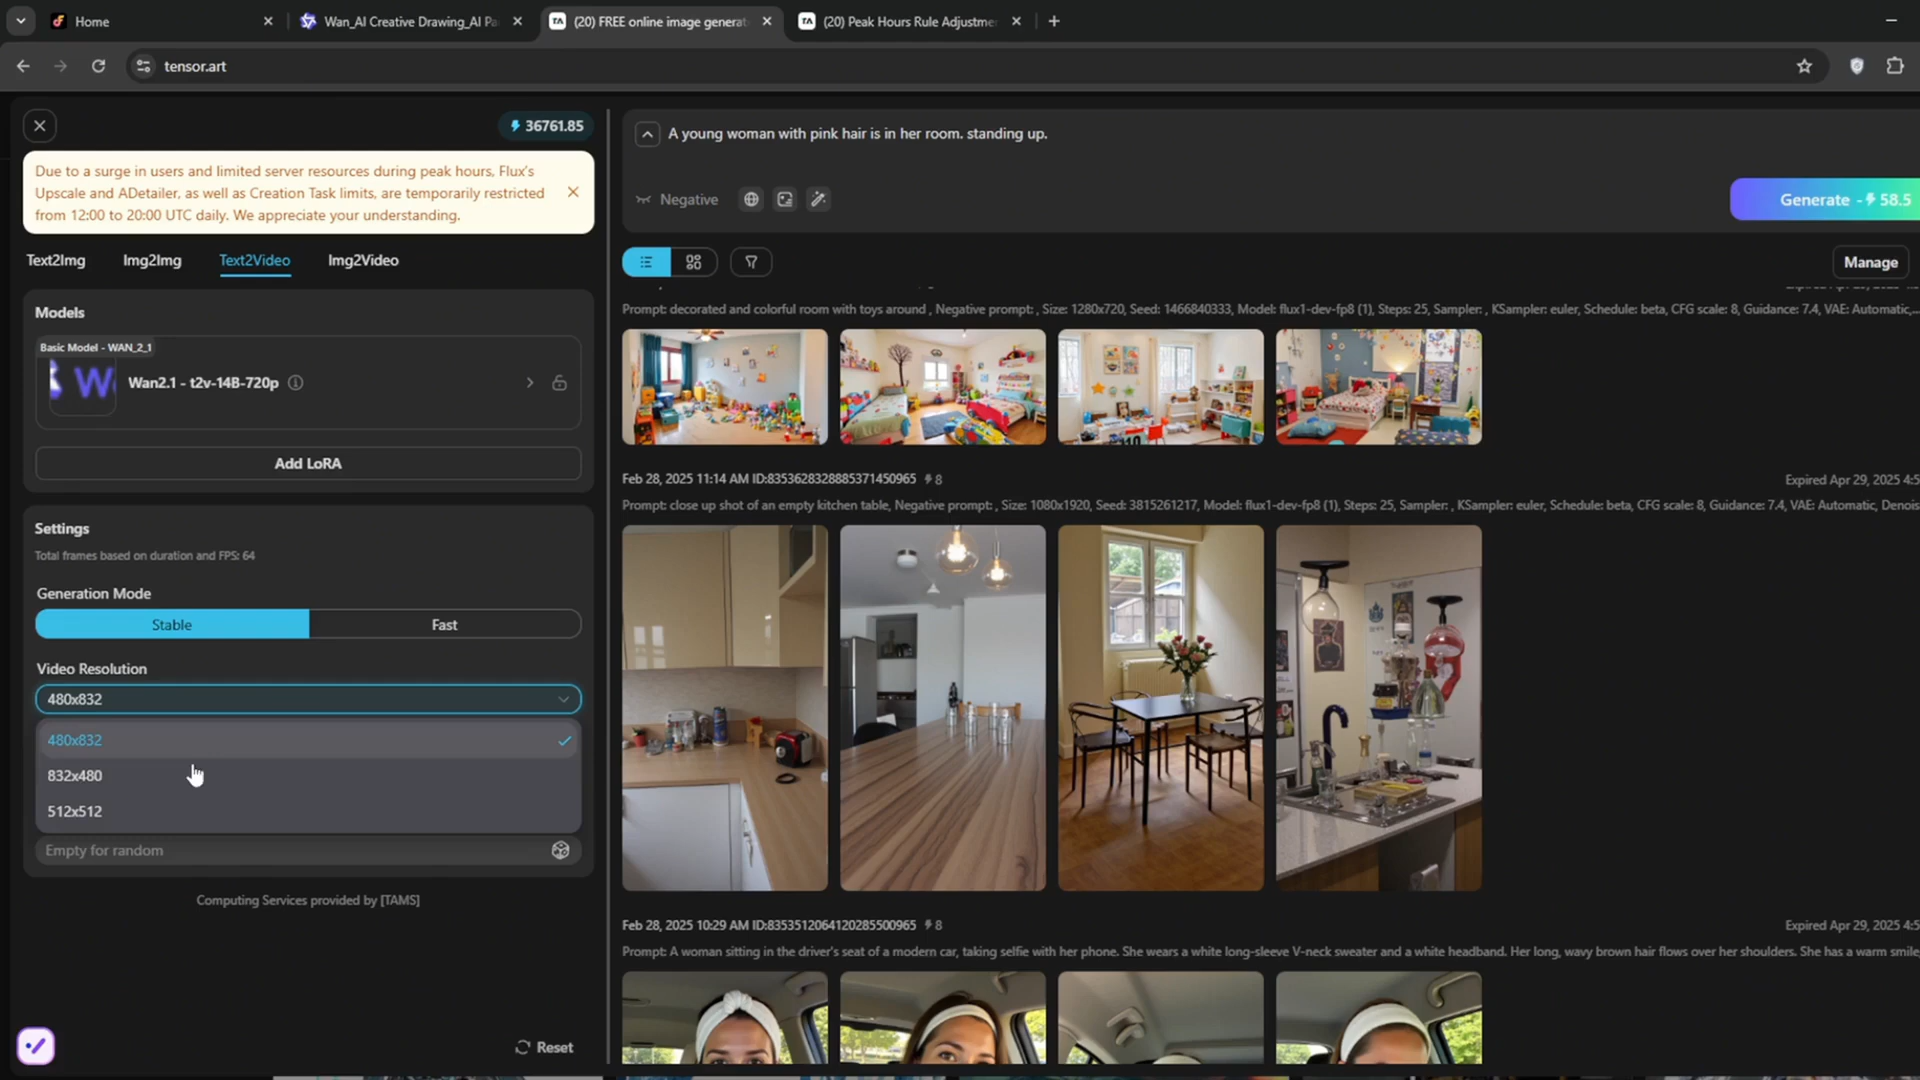 Home
Wan_AI Creative Drawing_AI Pa
(20) FREE online image generat
(20) Peak Hours Rule Adjustme
tensor.art
36761.85
Due to a surge in users and limited server resources during peak hours, Flux's
Upscale and ADetailer, as well as Creation Task limits, are temporarily restricted
from 12:00 to 20:00 UTC daily. We appreciate your understanding.
Text2Img
Img2Img
Text2Video
Img2Video
Models
Basic Model - WAN_2_1
Wan2.1 - t2v-14B-720p
Add LoRA
Settings
Total frames based on duration and FPS: 64
Generation Mode
Stable
Fast
Video Resolution
480x832
480x832
832x480
512x512
Empty for random
Computing Services provided by [TAMS]
Reset
A young woman with pink hair is in her room. standing up.
Negative
Generate - 58.5
Manage
Prompt: decorated and colorful room with toys around , Negative prompt: , Size: 1280x720, Seed: 1466840333, Model: flux1-dev-fp8 (1), Steps: 25, Sampler: , KSampler: euler, Schedule: beta, CFG scale: 8, Guidance: 7.4, VAE: Automatic,...
Feb 28, 2025 11:14 AM ID:835362832888537145​0965 8
Expired Apr 29, 2025 4:5
Prompt: close up shot of an empty kitchen table, Negative prompt: , Size: 1080x1920, Seed: 3815261217, Model: flux1-dev-fp8 (1), Steps: 25, Sampler: , KSampler: euler, Schedule: beta, CFG scale: 8, Guidance: 7.4, VAE: Automatic, Denois
Feb 28, 2025 10:29 AM ID:835351206412028550​0965 8
Expired Apr 29, 2025 4:5
Prompt: A woman sitting in the driver's seat of a modern car, taking selfie with her phone. She wears a white long-sleeve V-neck sweater and a white headband. Her long, wavy brown hair flows over her shoulders. She has a warm smile,